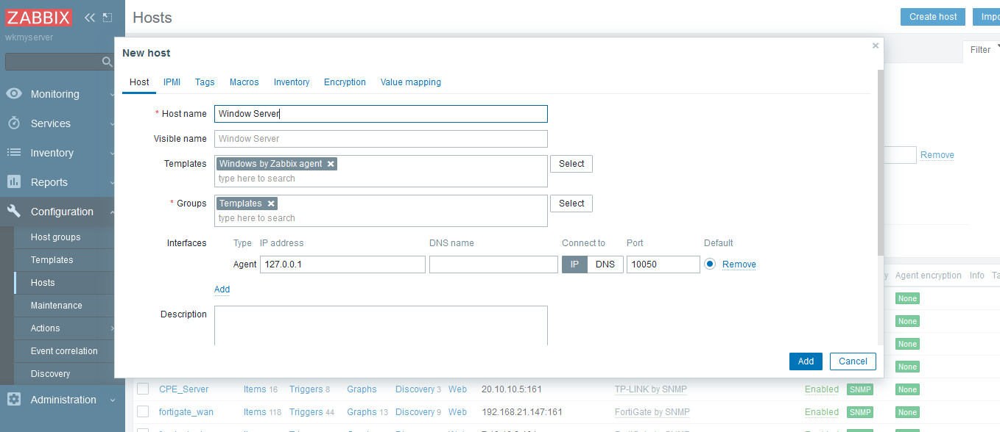 ZABBIX
wkmyserver
Hosts
Create host
Impo
Filter
New host
Host IPMI Tags Macros Inventory Encryption Value mapping
* Host name Window Server
Visible name Window Server
Templates Windows by Zabbix agent
type here to search
Select
* Groups Templates
type here to search
Select
Interfaces Type IP address DNS name Connect to Port Default
Agent 127.0.0.1 IP DNS 10050 Remove
Add
Description
Add Cancel
Monitoring
Services
Inventory
Reports
Configuration
Host groups
Templates
Hosts
Maintenance
Actions
Event correlation
Discovery
Administration
Remove
y Agent encryption Info Ta
None
None
None
None
CPE_Server Items 16 Triggers 8 Graphs Discovery 3 Web 20.10.10.5:161 TP-LINK by SNMP Enabled SNMP None
fortigate_wan Items 118 Triggers 44 Graphs 13 Discovery 9 Web 192.168.21.147:161 FortiGate by SNMP Enabled SNMP None